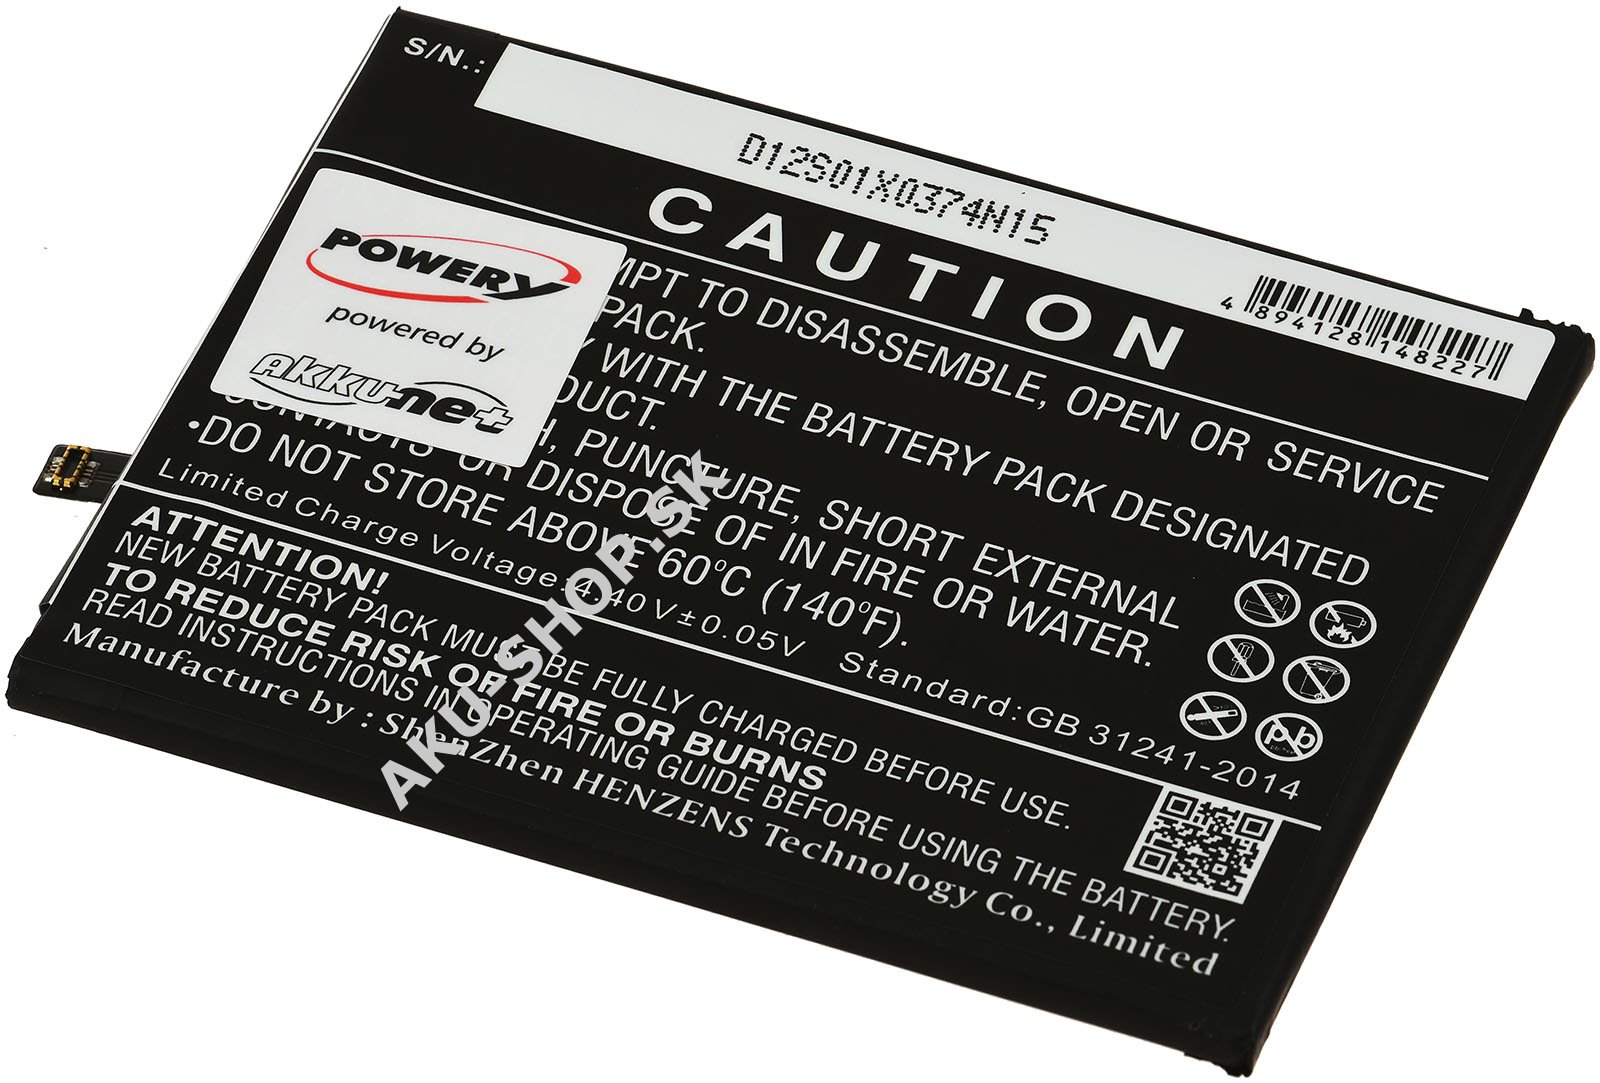 S/N.:
D12S01X0374N15
4 894128 148227
CAUTION
POWERY
powered by
akku-net
MPT TO DISASSEMBLE, OPEN OR SERVICE
PACK.
Y WITH THE BATTERY PACK DESIGNATED
DUCT.
H, PUNCTURE, SHORT EXTERNAL
CONTACTS OR DISPOSE OF IN FIRE OR WATER.
•DO NOT STORE ABOVE 60°C (140°F).
Limited Charge Voltage:4.40V±0.05V Standard:GB 31241-2014
ATTENTION!
NEW BATTERY PACK MUST BE FULLY CHARGED BEFORE USE.
TO REDUCE RISK OF FIRE OR BURNS
READ INSTRUCTIONS IN OPERATING GUIDE BEFORE USING THE BATTERY.
Manufacture by : ShenZhen HENZENS Technology Co., Limited
Pb
AKU-SHOP.SK